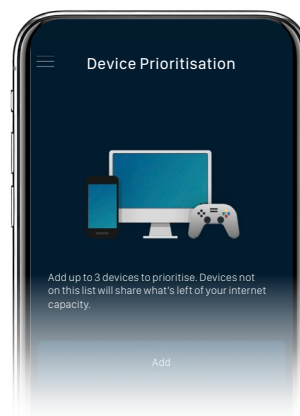 Device Prioritisation
Add up to 3 devices to prioritise. Devices not
on this list will share what's left of your internet
capacity.
Add